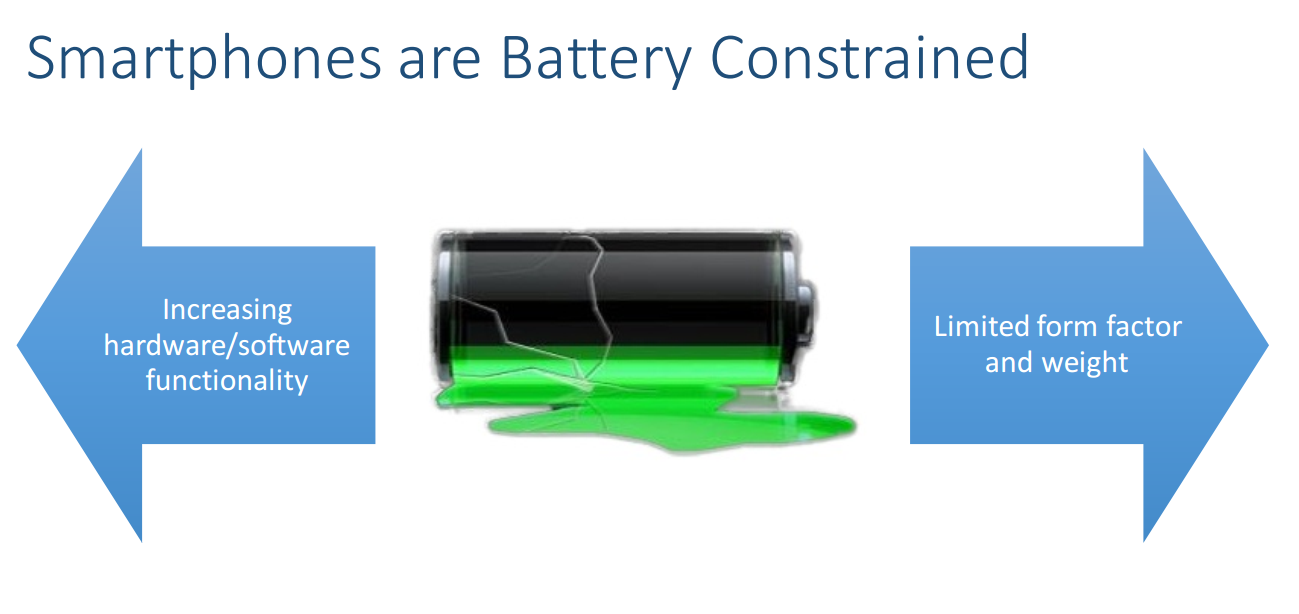 Smartphones are Battery Constrained
Increasing
hardware/software
functionality
Limited form factor
and weight